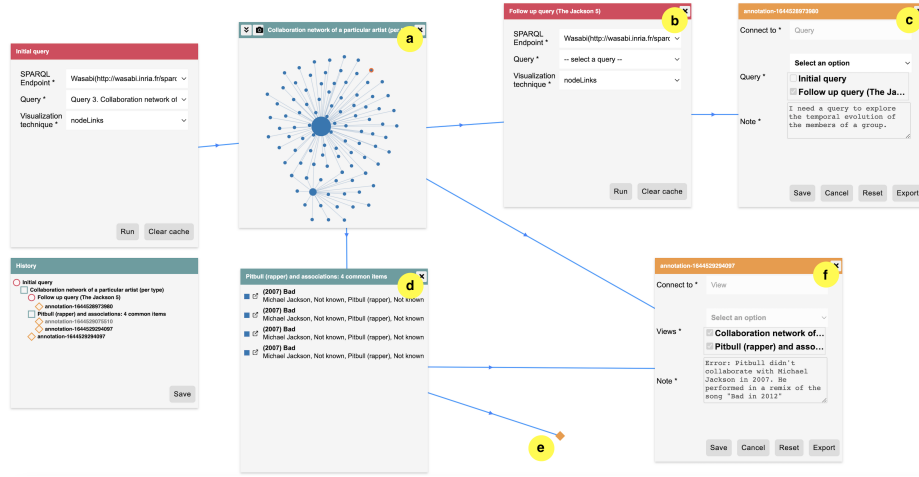 Initial query
SPARQL Endpoint *
Wasabi(http://wasabi.inria.fr/sparc
Query *
Query 3. Collaboration network of
Visualization technique *
nodeLinks
Run
Clear cache
Collaboration network of a particular artist (per
a
Follow up query (The Jackson 5)
b
SPARQL Endpoint *
Wasabi(http://wasabi.inria.fr/sparc
Query *
-- select a query --
Visualization technique *
nodeLinks
Run
Clear cache
annotation-1644528973980
c
Connect to *
Query
Select an option
Query *
Initial query
Follow up query (The Ja...
Note *
I need a query to explore
the temporal evolution of
the members of a group.
Save
Cancel
Reset
Export
History
Initial query
Collaboration network of a particular artist (per type)
Follow up query (The Jackson 5)
annotation-1644528973980
Pitbull (rapper) and associations: 4 common items
annotation-1644529294097
annotation-1644529294097
Save
Pitbull (rapper) and associations: 4 common items
d
(2007) Bad
Michael Jackson, Not known, Pitbull (rapper), Not known
(2007) Bad
Michael Jackson, Not known, Pitbull (rapper), Not known
(2007) Bad
Michael Jackson, Not known, Pitbull (rapper), Not known
(2007) Bad
Michael Jackson, Not known, Pitbull (rapper), Not known
e
annotation-1644529294097
f
Connect to *
View
Select an option
Views *
Collaboration network of...
Pitbull (rapper) and asso...
Note *
Error: Pitbull didn't
collaborate with Michael
Jackson in 2007. He
performed in a remix of the
song "Bad in 2012"
Save
Cancel
Reset
Export